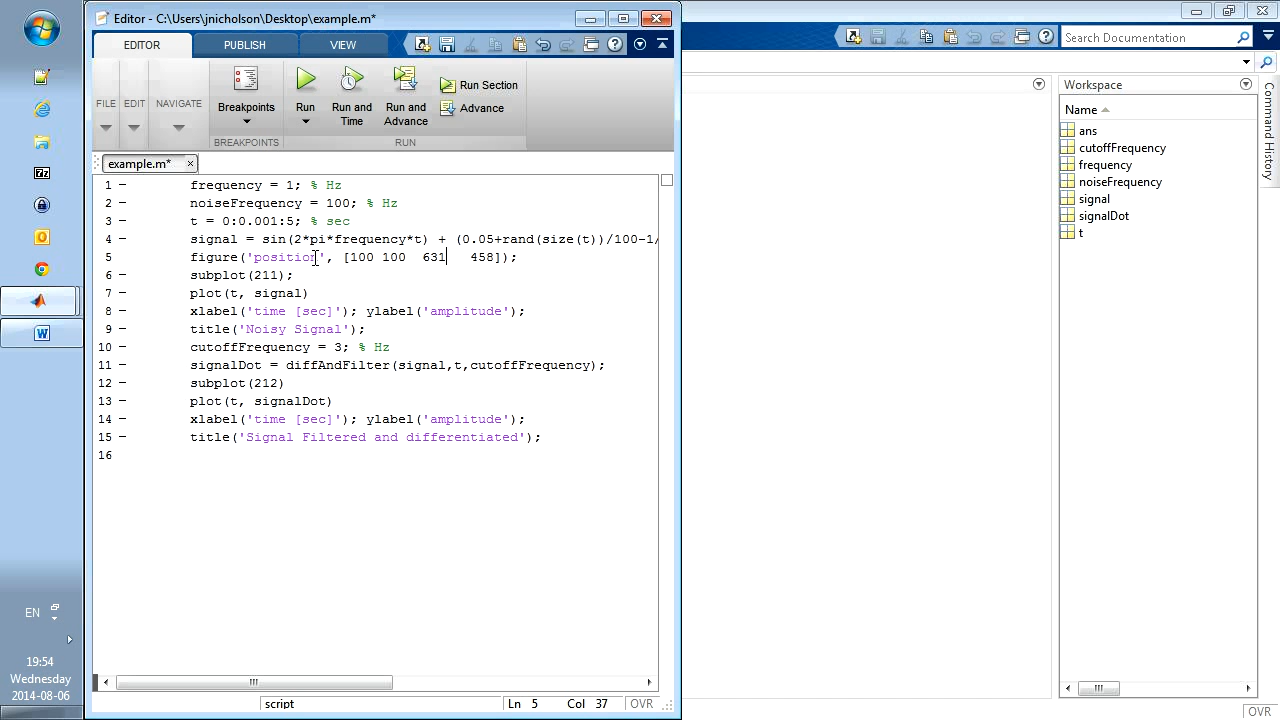 Editor - C:\Users\jnicholson\Desktop\example.m*
EDITOR
PUBLISH
VIEW
Search Documentation
FILE
EDIT
NAVIGATE
Breakpoints
Run
Run and Time
Run and Advance
Run Section
Advance
BREAKPOINTS
RUN
example.m*
1 - frequency = 1; % Hz
2 - noiseFrequency = 100; % Hz
3 - t = 0:0.001:5; % sec
4 - signal = sin(2*pi*frequency*t) + (0.05+rand(size(t))/100-1/
5 - figure('position', [100 100 631 458]);
6 - subplot(211);
7 - plot(t, signal)
8 - xlabel('time [sec]'); ylabel('amplitude');
9 - title('Noisy Signal');
10 - cutoffFrequency = 3; % Hz
11 - signalDot = diffAndFilter(signal,t,cutoffFrequency);
12 - subplot(212)
13 - plot(t, signalDot)
14 - xlabel('time [sec]'); ylabel('amplitude');
15 - title('Signal Filtered and differentiated');
16
script
Ln 5 Col 37
OVR
Workspace
Name
ans
cutoffFrequency
frequency
noiseFrequency
signal
signalDot
t
Command History
OVR
EN
19:54
Wednesday
2014-08-06